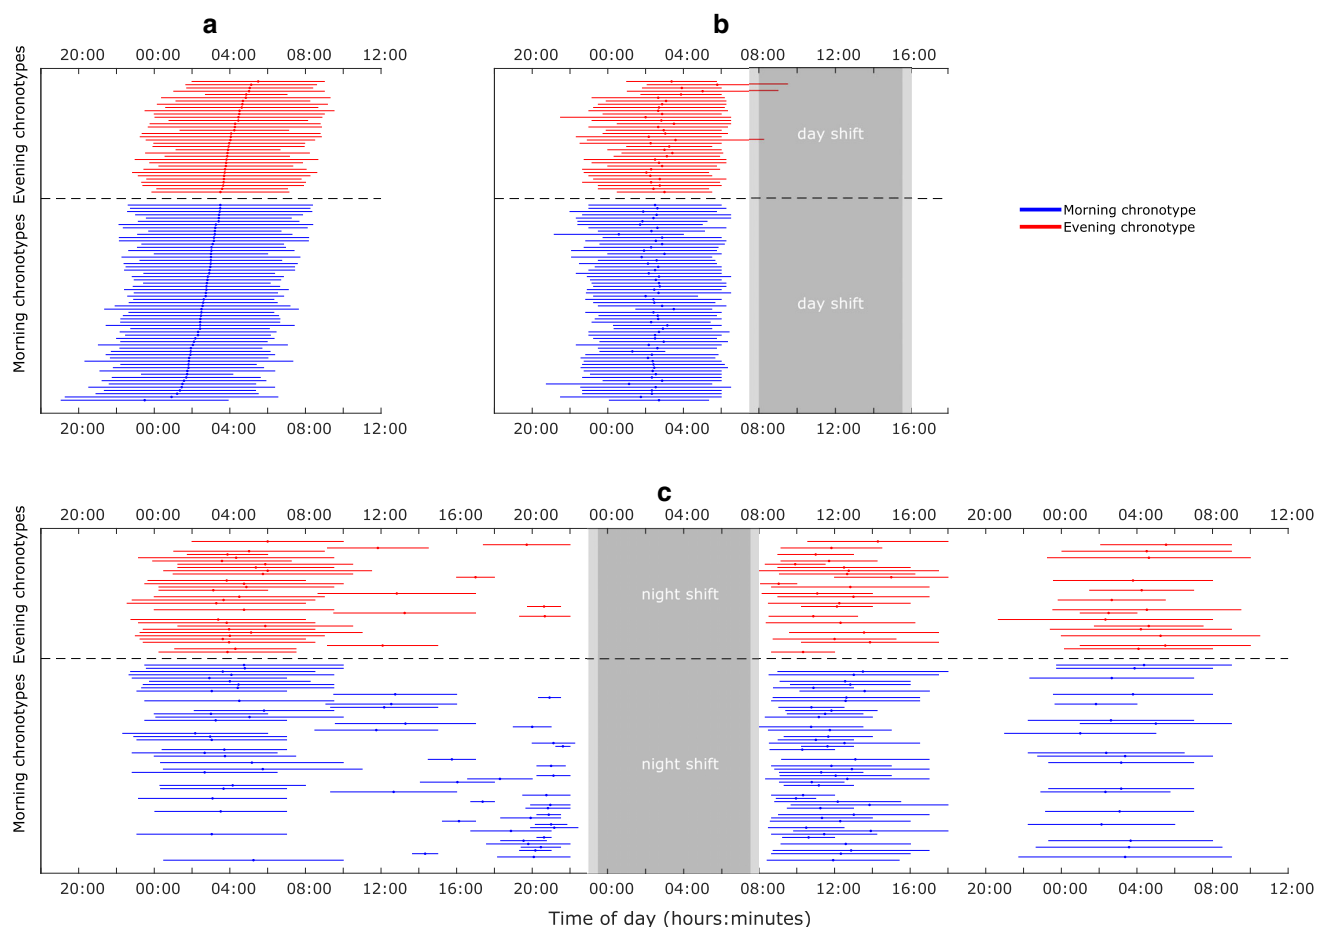 a
b
20:00 00:00 04:00 08:00 12:00
20:00 00:00 04:00 08:00 12:00 16:00
Evening chronotypes
Morning chronotypes
day shift
day shift
Morning chronotype
Evening chronotype
20:00 00:00 04:00 08:00 12:00
20:00 00:00 04:00 08:00 12:00 16:00
c
20:00 00:00 04:00 08:00 12:00 16:00 20:00 00:00 04:00 08:00 12:00 16:00 20:00 00:00 04:00 08:00 12:00
Evening chronotypes
Morning chronotypes
night shift
night shift
20:00 00:00 04:00 08:00 12:00 16:00 20:00 00:00 04:00 08:00 12:00 16:00 20:00 00:00 04:00 08:00 12:00
Time of day (hours:minutes)